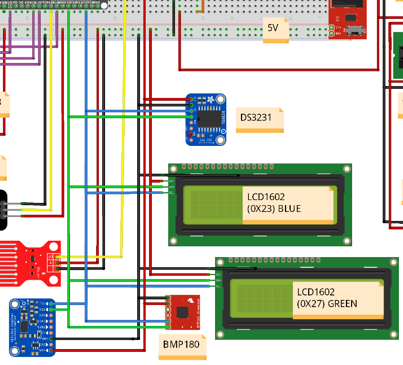 5V
DS3231
LCD1602
(0X23) BLUE
LCD1602
(0X27) GREEN
BMP180